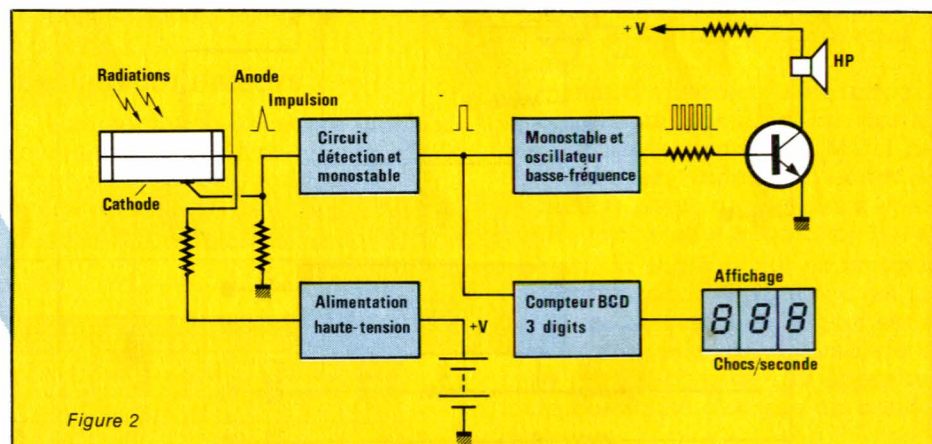 Radiations
Anode
Impulsion
Cathode
Circuit
détection et
monostable
Monostable et
oscillateur
basse-fréquence
+V
HP
Alimentation
haute-tension
+V
Compteur BCD
3 digits
Affichage
888
Chocs/seconde
Figure 2